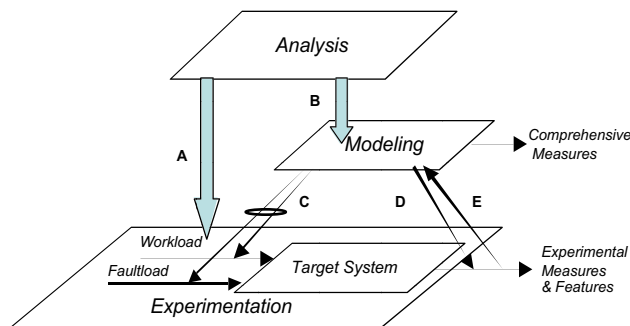 Analysis
B
A
Modeling
Comprehensive
Measures
C
D
E
Workload
Faultload
Target System
Experimental
Measures
& Features
Experimentation